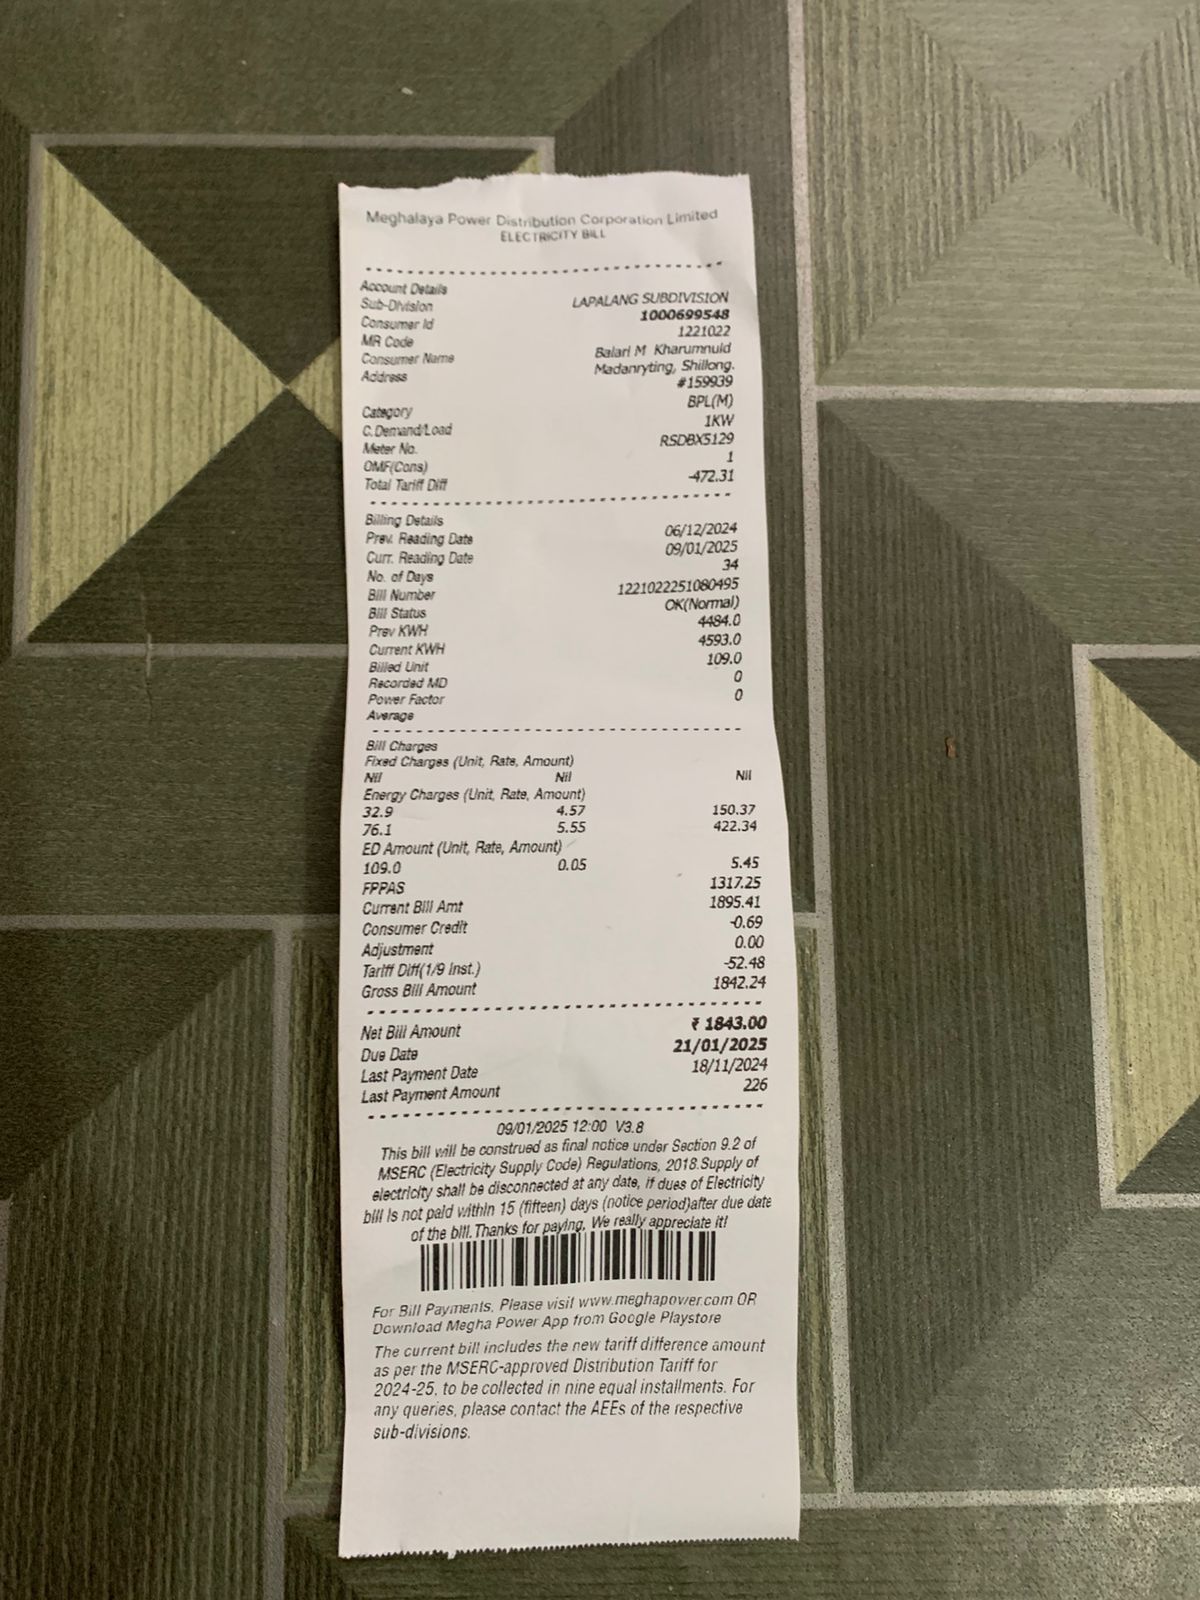 Meghalaya Power Distribution Corporation Limited
ELECTRICITY BILL
Account Details
Sub-Division LAPALANG SUBDIVISION
Consumer Id 1000699548
MR Code 1221022
Consumer Name Balari M Kharumnuid
Address Madanryting, Shillong.
#159939
Category BPL(M)
C.Demand/Load 1KW
Meter No. RSDBX5129
OMF(Cons) 1
Total Tariff Diff -472.31
Billing Details
Prev. Reading Date 06/12/2024
Curr. Reading Date 09/01/2025
No. of Days 34
Bill Number 1221022251080495
Bill Status OK(Normal)
Prev KWH 4484.0
Current KWH 4593.0
Billed Unit 109.0
Recorded MD 0
Power Factor 0
Average
Bill Charges
Fixed Charges (Unit, Rate, Amount)
Nil Nil Nil
Energy Charges (Unit, Rate, Amount)
32.9 4.57 150.37
76.1 5.55 422.34
ED Amount (Unit, Rate, Amount)
109.0 0.05 5.45
FPPAS 1317.25
Current Bill Amt 1895.41
Consumer Credit -0.69
Adjustment 0.00
Tariff Diff(1/9 Inst.) -52.48
Gross Bill Amount 1842.24
Net Bill Amount ₹ 1843.00
Due Date 21/01/2025
Last Payment Date 18/11/2024
Last Payment Amount 226
09/01/2025 12:00 V3.8
This bill will be construed as final notice under Section 9.2 of
MSERC (Electricity Supply Code) Regulations, 2018.Supply of
electricity shall be disconnected at any date, if dues of Electricity
bill is not paid within 15 (fifteen) days (notice period)after due date
of the bill.Thanks for paying, We really appreciate it!
For Bill Payments, Please visit www.meghapower.com OR
Download Megha Power App from Google Playstore
The current bill includes the new tariff difference amount
as per the MSERC-approved Distribution Tariff for
2024-25, to be collected in nine equal installments. For
any queries, please contact the AEEs of the respective
sub-divisions.